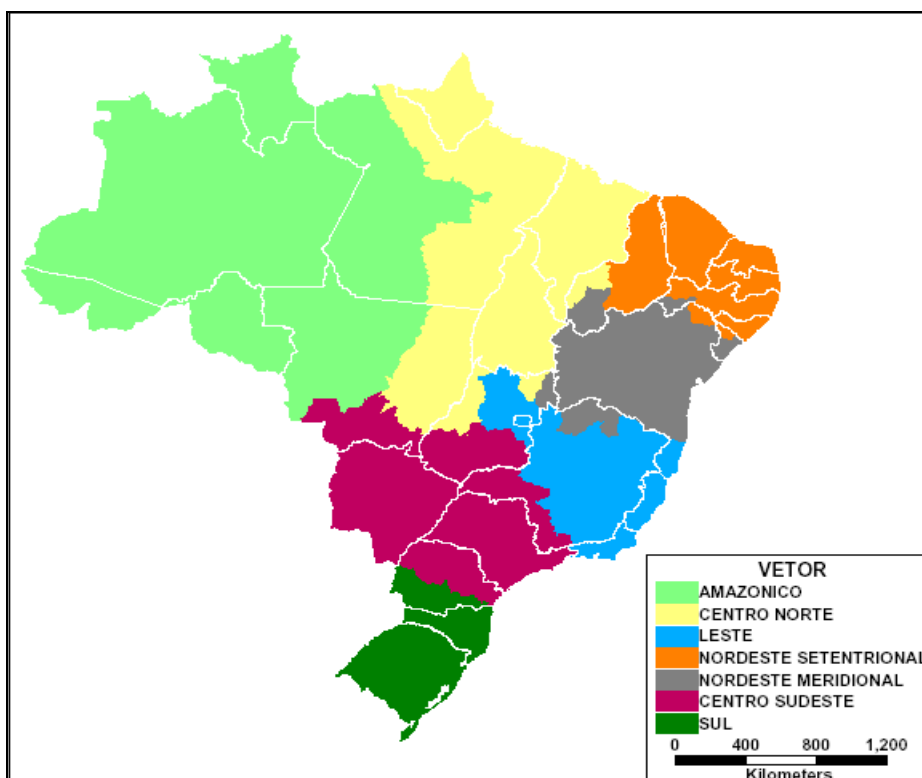 VETOR
AMAZONICO
CENTRO NORTE
LESTE
NORDESTE SETENTRIONAL
NORDESTE MERIDIONAL
CENTRO SUDESTE
SUL
0 400 800 1,200
Kilometers